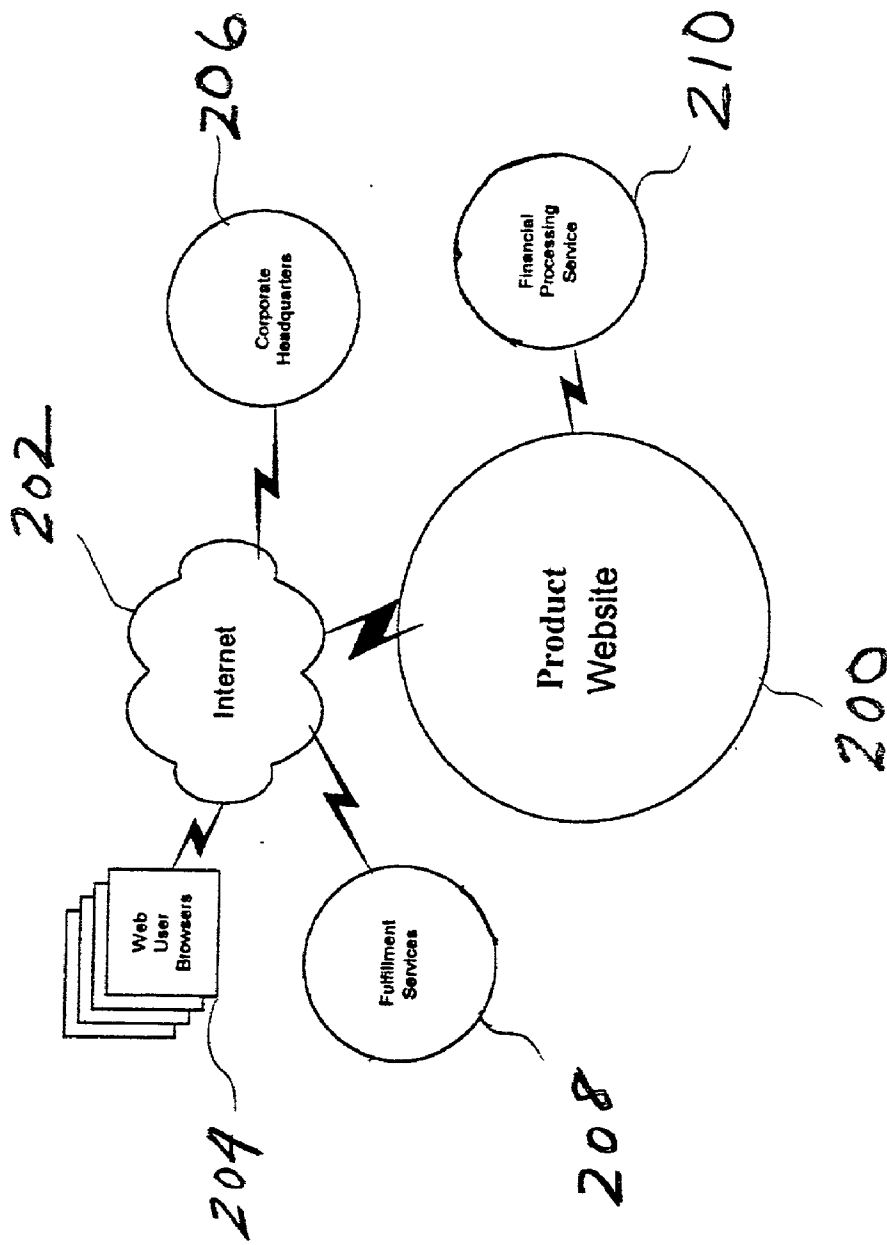 202
Web
User
Browsers
204
Internet
206
Corporate
Headquarters
Fulfillment
Services
Product
Website
Financial
Processing
Service
208
210
200